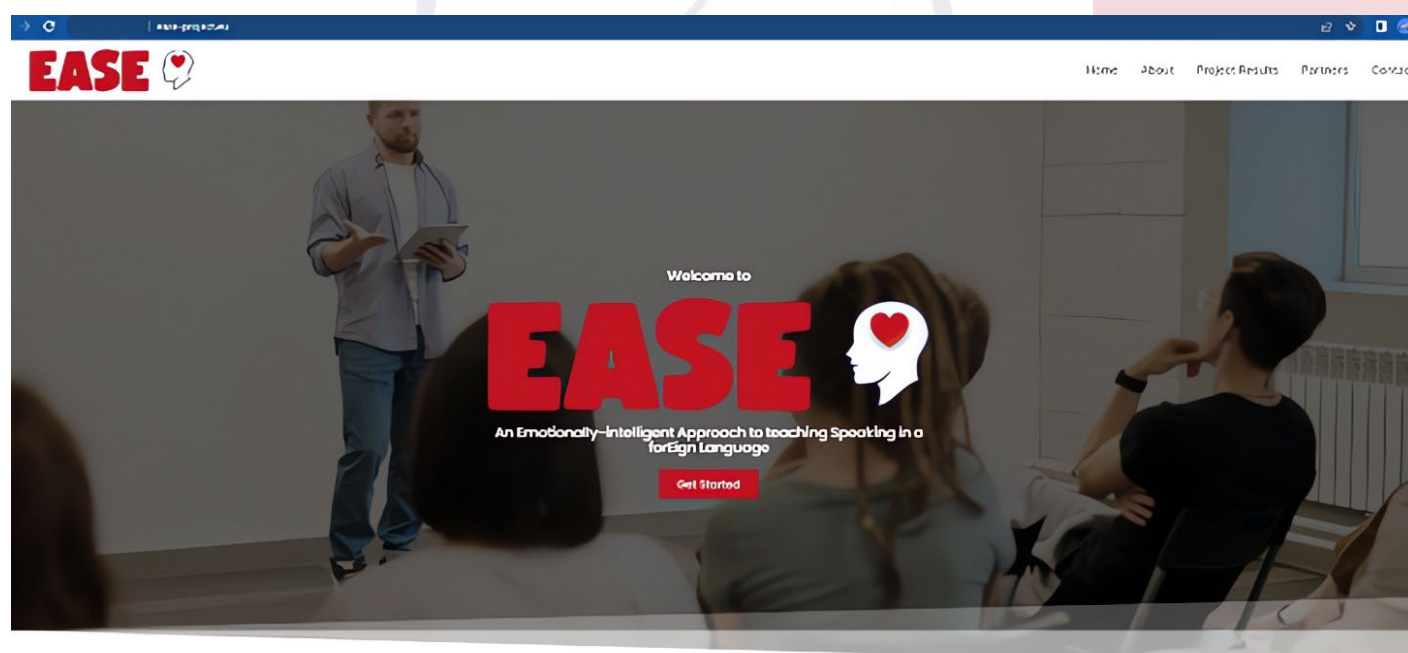 EASE
Home About Project Results Partners
Welcome to
EASE
An Emotionally-intelligent Approach to teaching Speaking in a
forEign Language
Get Started